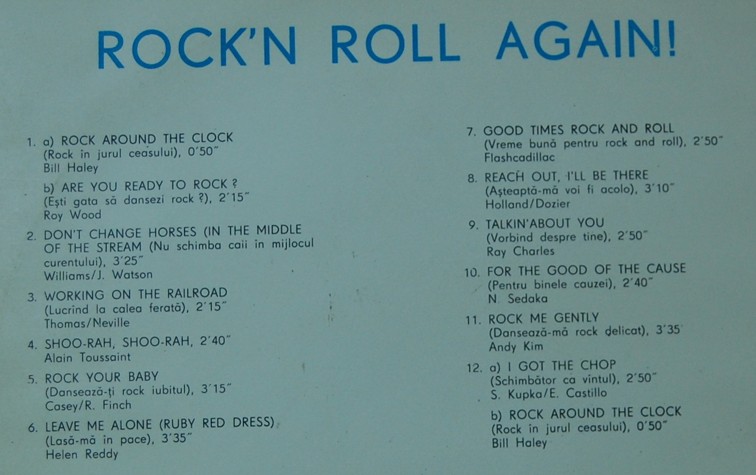 ROCK'N ROLL AGAIN!
1. a) ROCK AROUND THE CLOCK
(Rock în jurul ceasului), 0'50"
Bill Haley
b) ARE YOU READY TO ROCK?
(Ești gata să dansezi rock?), 2'15"
Roy Wood
2. DON'T CHANGE HORSES (IN THE MIDDLE
OF THE STREAM (Nu schimba caii în mijlocul
curentului), 3'25"
Williams/J. Watson
3. WORKING ON THE RAILROAD
(Lucrind la calea ferată), 2'15"
Thomas/Neville
4. SHOO-RAH, SHOO-RAH, 2'40"
Alain Toussaint
5. ROCK YOUR BABY
(Dansează-ți rock iubitul), 3'15"
Casey/R. Finch
6. LEAVE ME ALONE (RUBY RED DRESS)
(Lasă-mă în pace), 3'35"
Helen Reddy
7. GOOD TIMES ROCK AND ROLL
(Vreme bună pentru rock and roll), 2'50"
Flashcadillac
8. REACH OUT, I'LL BE THERE
(Așteaptă-mă voi fi acolo), 3'10"
Holland/Dozier
9. TALKIN'ABOUT YOU
(Vorbind despre tine), 2'50"
Ray Charles
10. FOR THE GOOD OF THE CAUSE
(Pentru binele cauzei), 2'40"
N. Sedaka
11. ROCK ME GENTLY
(Dansează-mă rock delicat), 3'35
Andy Kim
12. a) I GOT THE CHOP
(Schimbător ca vîntul), 2'50"
S. Kupka/E. Castillo
b) ROCK AROUND THE CLOCK
(Rock în jurul ceasului), 0'50"
Bill Haley